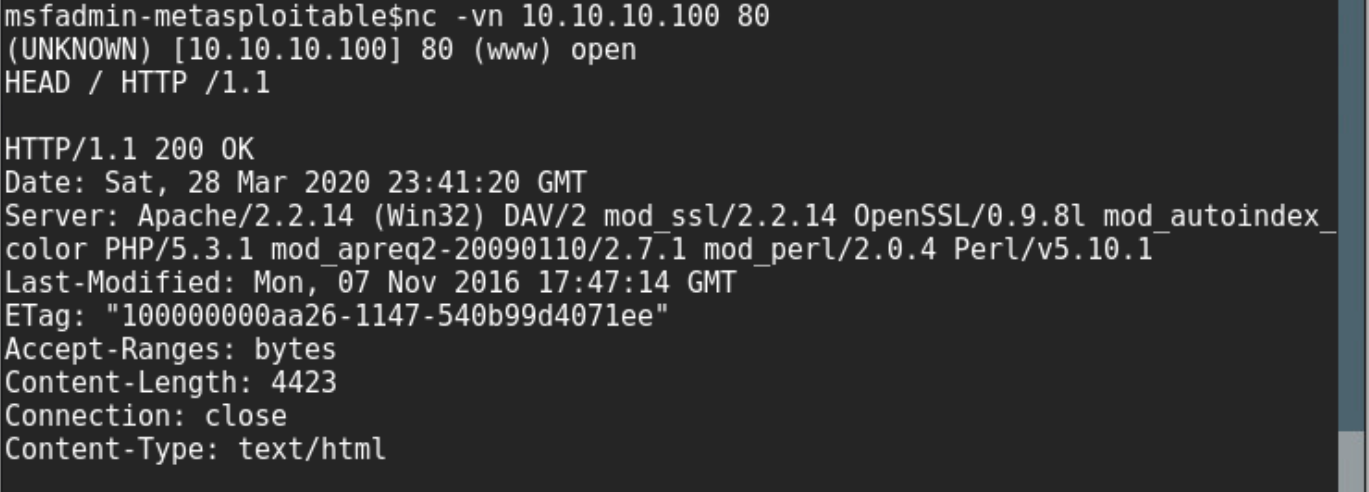 msfadmin-metasploitable$nc -vn 10.10.10.100 80
(UNKNOWN) [10.10.10.100] 80 (www) open
HEAD / HTTP /1.1
HTTP/1.1 200 OK
Date: Sat, 28 Mar 2020 23:41:20 GMT
Server: Apache/2.2.14 (Win32) DAV/2 mod_ssl/2.2.14 OpenSSL/0.9.8l mod_autoindex_
color PHP/5.3.1 mod_apreq2-20090110/2.7.1 mod_perl/2.0.4 Perl/v5.10.1
Last-Modified: Mon, 07 Nov 2016 17:47:14 GMT
ETag: "100000000aa26-1147-540b99d4071ee"
Accept-Ranges: bytes
Content-Length: 4423
Connection: close
Content-Type: text/html